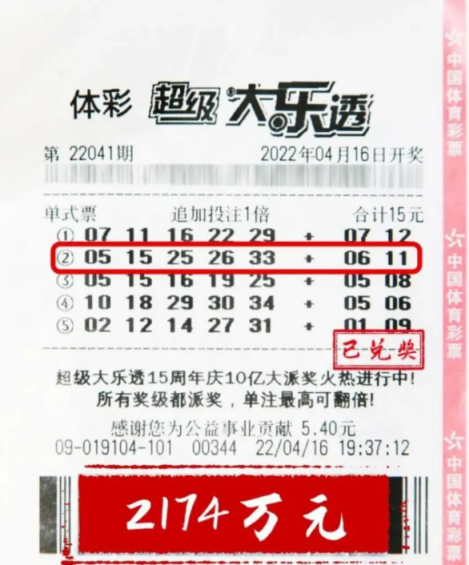 体彩 超级大乐透
第 22041期 2022年04月16日开奖
单式票 追加投注1倍 合计15元
① 07 11 16 22 29 + 07 12
② 05 15 25 26 33 + 06 11
③ 05 15 16 19 25 + 05 08
④ 10 18 29 30 34 + 05 06
⑤ 02 12 14 27 31 + 01 09
已兑奖
超级大乐透15周年庆10亿大派奖火热进行中!
所有奖级都派奖，单注最高可翻倍!
感谢您为公益事业贡献 5.40元
09-019104-101 00344 22/04/16 19:37:12
2174万元
中国体育彩票
中国体育彩票
中国体育彩票